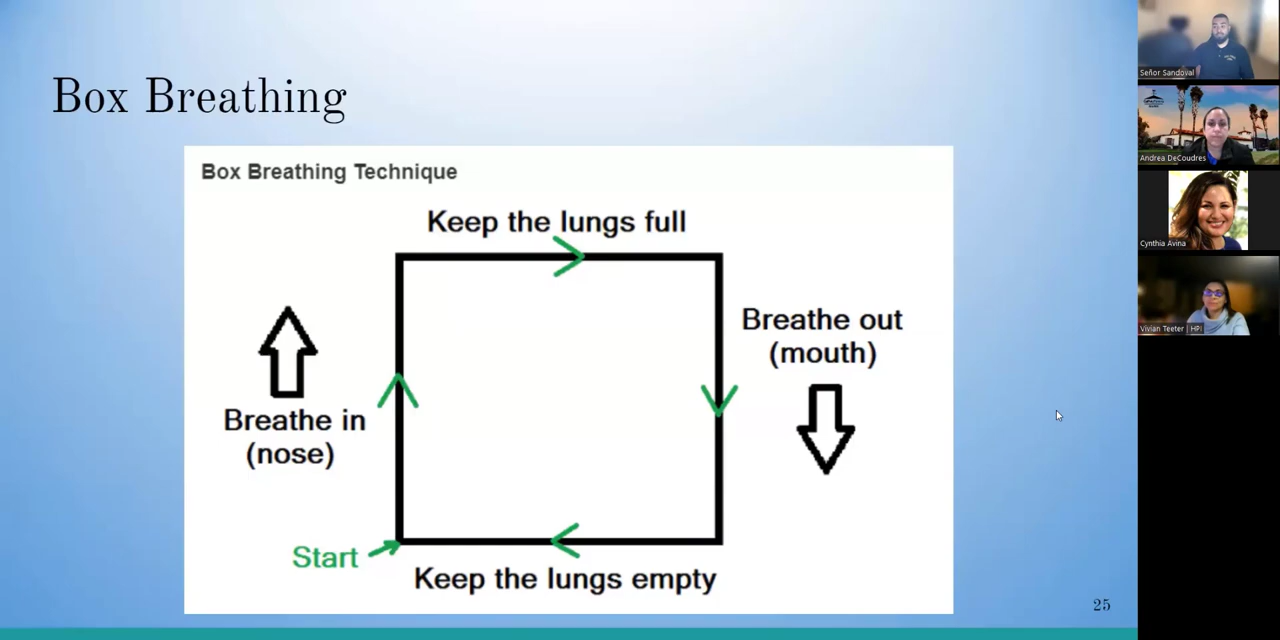 Box Breathing
Box Breathing Technique
Keep the lungs full
Breathe in
(nose)
Breathe out
(mouth)
Start
Keep the lungs empty
25
Señor Sandoval
Andrea DeCoudres
Cynthia Avina
Vivian Teeter | HPI